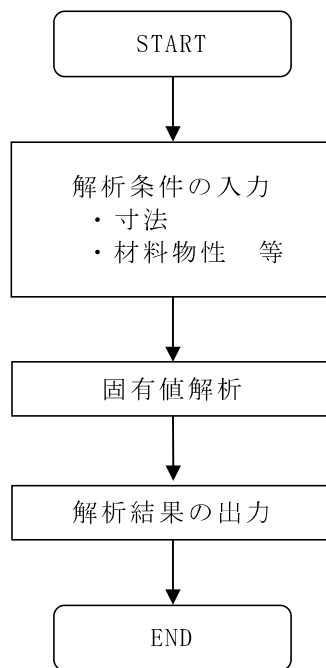 START
解析条件の入力
・寸法
・材料物性　等
固有値解析
解析結果の出力
END